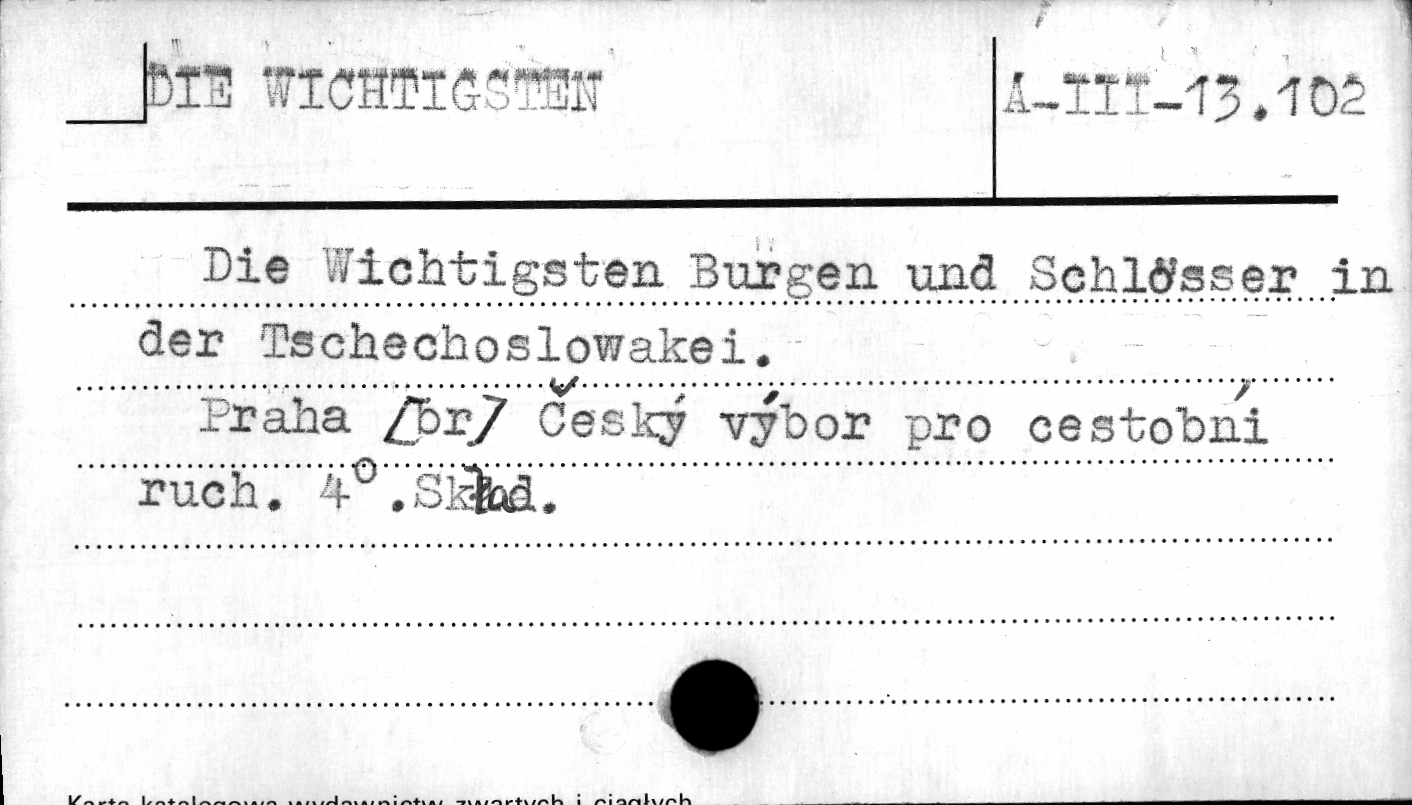 DIE WICHTIGSTEN
A-III-13.102
Die Wichtigsten Burgen und Schlösser in
der Tschechoslowakei.
Praha [br] Český výbor pro cestobní
ruch. 4°. Skład.
Karta katalogowa wydawnictw zwartych i ciągłych